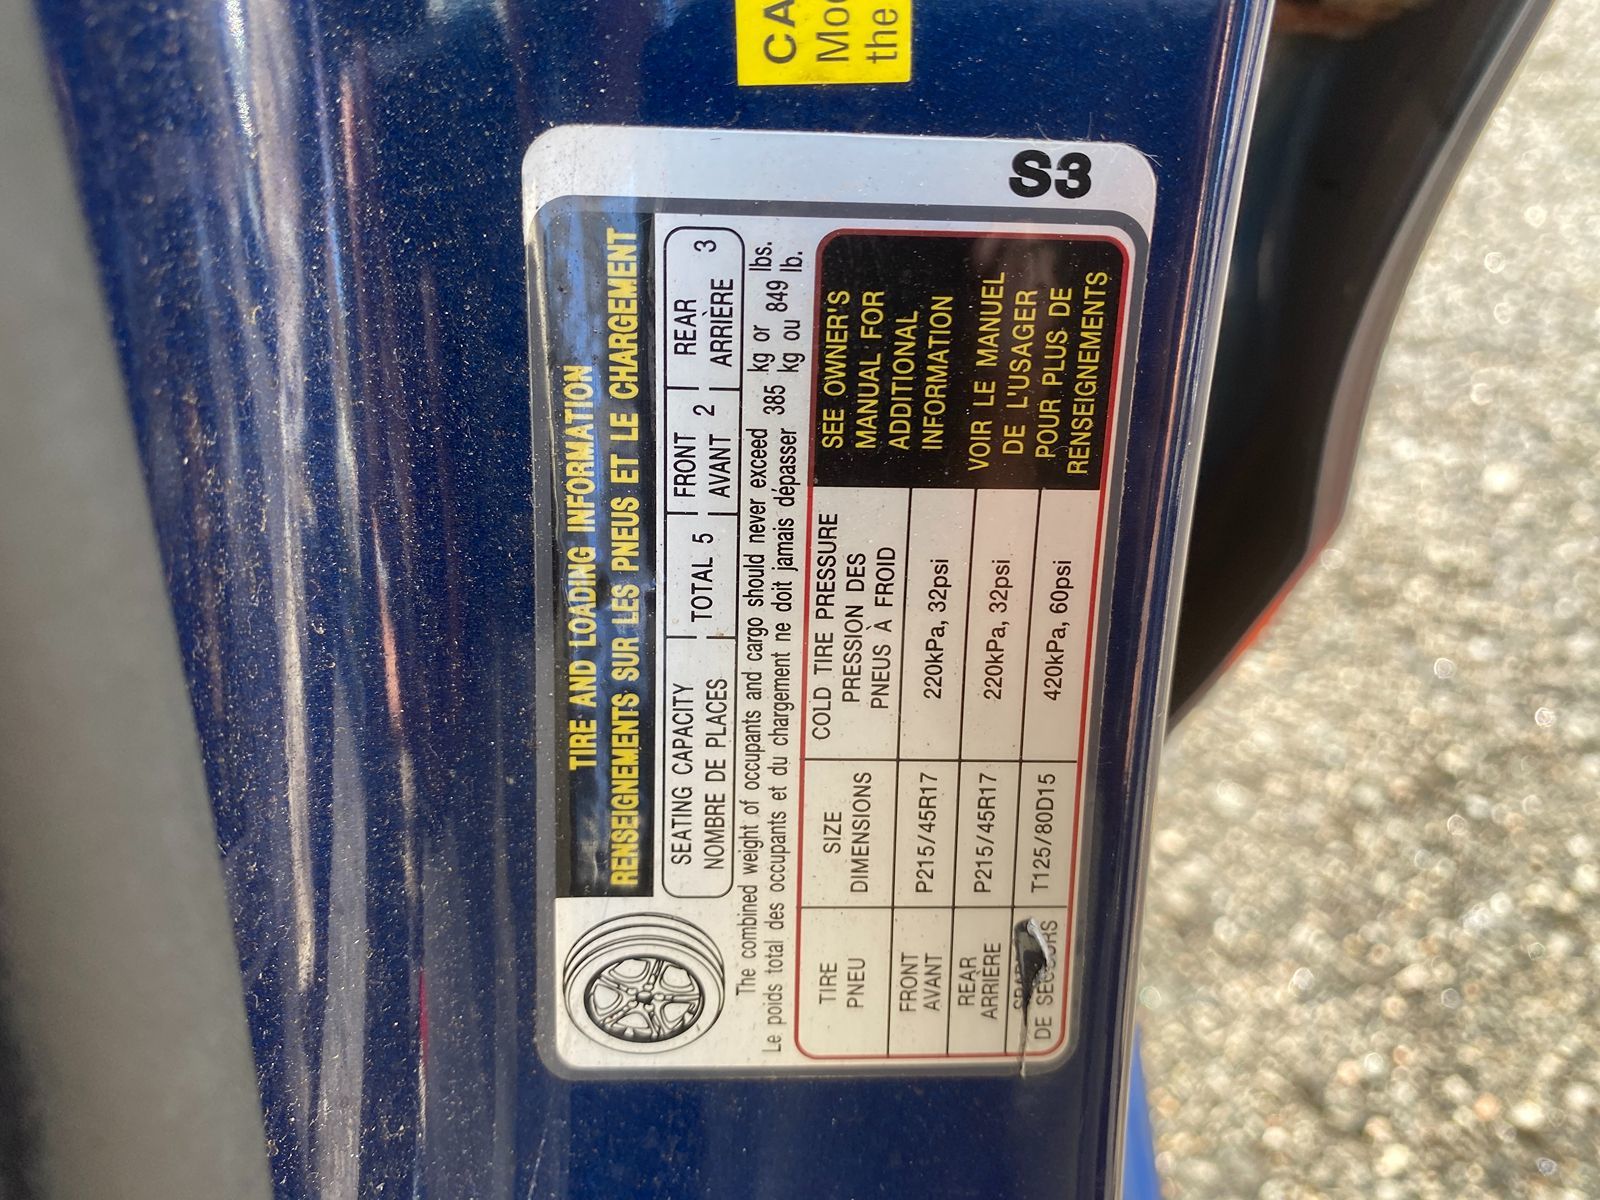 CA
Mo
the
S3
TIRE AND LOADING INFORMATION
RENSEIGNEMENTS SUR LES PNEUS ET LE CHARGEMENT
SEATING CAPACITY
NOMBRE DE PLACES
TOTAL 5
FRONT
AVANT 2
REAR
ARRIÈRE 3
The combined weight of occupants and cargo should never exceed 385 kg or 849 lbs.
Le poids total des occupants et du chargement ne doit jamais dépasser kg ou lb.
TIRE
PNEU
SIZE
DIMENSIONS
COLD TIRE PRESSURE
PRESSION DES
PNEUS À FROID
FRONT
AVANT
P215/45R17
220kPa, 32psi
REAR
ARRIÈRE
P215/45R17
220kPa, 32psi
DE SECOURS
T125/80D15
420kPa, 60psi
SEE OWNER'S
MANUAL FOR
ADDITIONAL
INFORMATION
VOIR LE MANUEL
DE L'USAGER
POUR PLUS DE
RENSEIGNEMENTS